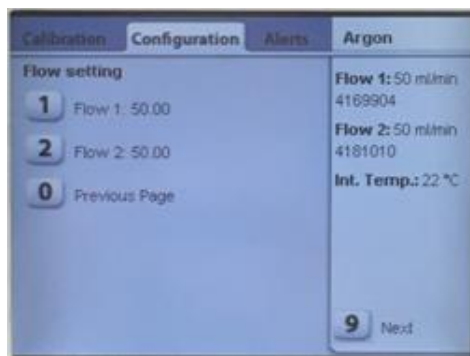 Calibration Configuration Alerts Argon
Flow setting
1 Flow 1: 50.00
2 Flow 2: 50.00
0 Previous Page
Flow 1: 50 ml/min
4169904
Flow 2: 50 ml/min
4181010
Int. Temp.: 22 °C
9 Next